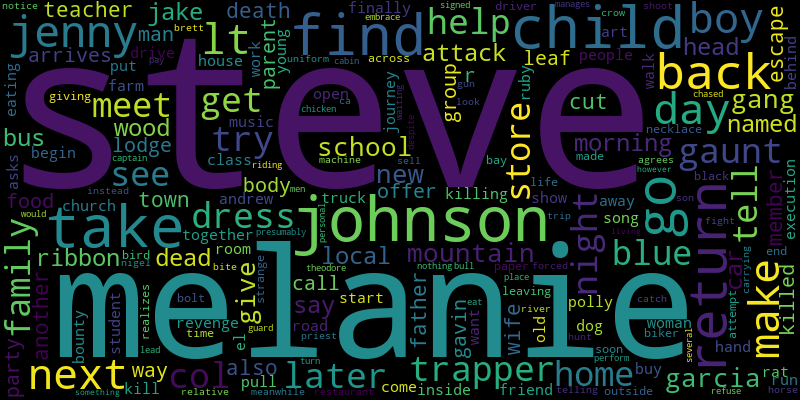 notice
teacher
jake
death
finally
embrace
signed
driver
manages
crow
shoot
jenny
man
brett
lt
find
child
boy
art
uniform
arrives
drive
house
work
young
parent
help
cabin
across
attack
leaf
people
head
behind
escape
eating
put
pay
farm
open
gun
look
group
r
ruby
walk
back
chased
giving
meet
get
music
chicken
ca
journey
waiting
despite
cut
store
day
gang
named
necklace
bus
wood
try
school
morning
begin
lodge
class
machine
sell
bay
made
agrees
however
asks
captain
riding
see
body
men
new
killing
life
gaunt
steve
food
church
instead
andrew
truck
offer
show
away
black
son
member
execution
town
would
take
dress
personal
johnson
trip
song
night
go
fight
tell
together
presumably
living
family
ribbon
bird
nigel
dead
room
bite
strange
local
mountain
blue
return
car
end
carrying
another
call
theodore
nothing
bull
paper
forced
place
leaving
eat
melanie
bolt
give
start
say
father
gavin
want
wife
river
old
polly
catch
woman
make
killed
attempt
student
realizes
revenge
guard
road
hunt
dog
biker
hand
several
party
bounty
time
el
priest
lead
turn
soon
perform
next
way
col
also
later
trapper
home
buy
garcia
rat
run
kill
pull
come
inside
friend
telling
outside
refuse
horse
something
relative
meanwhile
restaurant